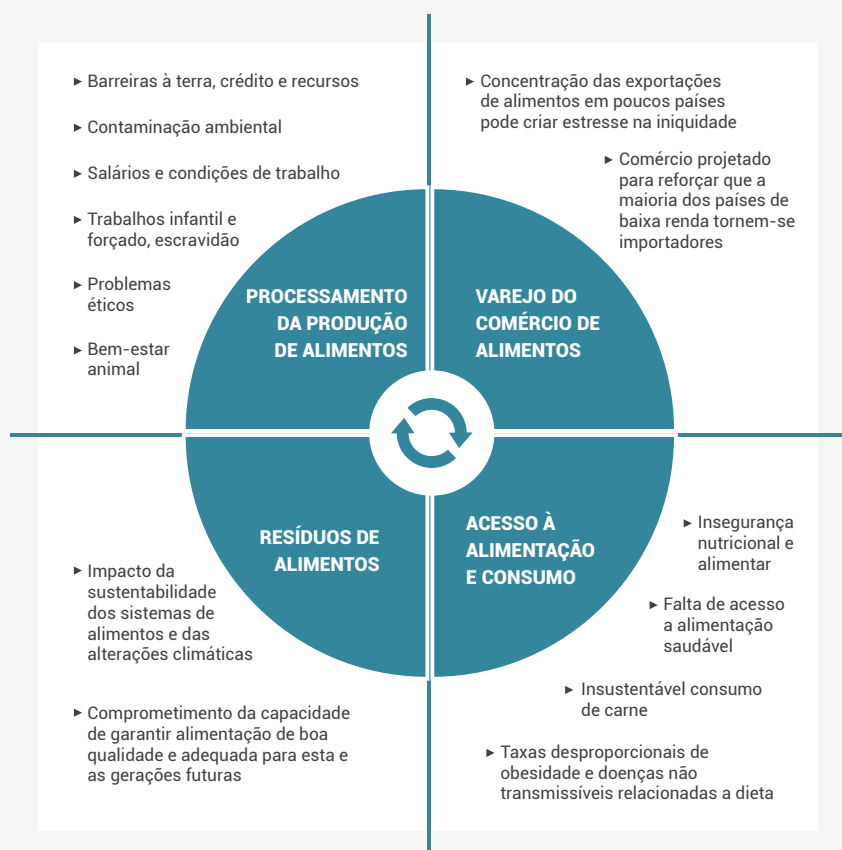 ▸ Barreiras à terra, crédito e recursos
▸ Contaminação ambiental
▸ Salários e condições de trabalho
▸ Trabalhos infantil e
forçado, escravidão
▸ Problemas
éticos
▸ Bem-estar
animal
PROCESSAMENTO
DA PRODUÇÃO
DE ALIMENTOS
▸ Concentração das exportações
de alimentos em poucos países
pode criar estresse na iniquidade
▸ Comércio projetado
para reforçar que a
maioria dos países de
baixa renda tornem-se
importadores
VAREJO DO
COMÉRCIO DE
ALIMENTOS
RESÍDUOS DE
ALIMENTOS
▸ Impacto da
sustentabilidade
dos sistemas de
alimentos e das
alterações climáticas
▸ Comprometimento da capacidade
de garantir alimentação de boa
qualidade e adequada para esta e
as gerações futuras
ACESSO À
ALIMENTAÇÃO
E CONSUMO
▸ Insegurança
nutricional e
alimentar
▸ Falta de acesso
a alimentação
saudável
▸ Insustentável consumo
de carne
▸ Taxas desproporcionais de
obesidade e doenças não
transmissíveis relacionadas a dieta